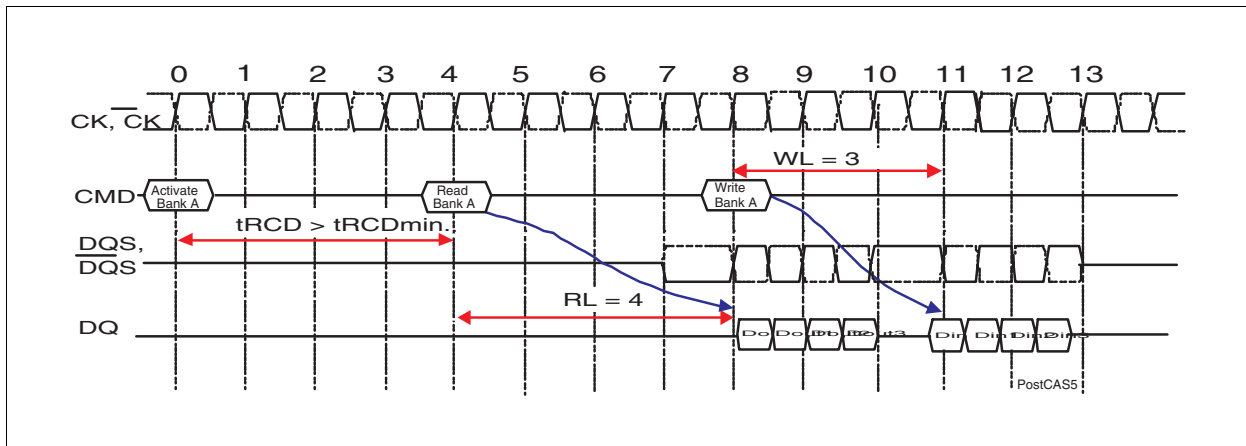 0 1 2 3 4 5 6 7 8 9 10 11 12 13
CK, CK
WL = 3
CMD
Activate
Bank A
Read
Bank A
Write
Bank A
tRCD > tRCDmin.
DQS,
DQS
RL = 4
DQ
PostCAS5